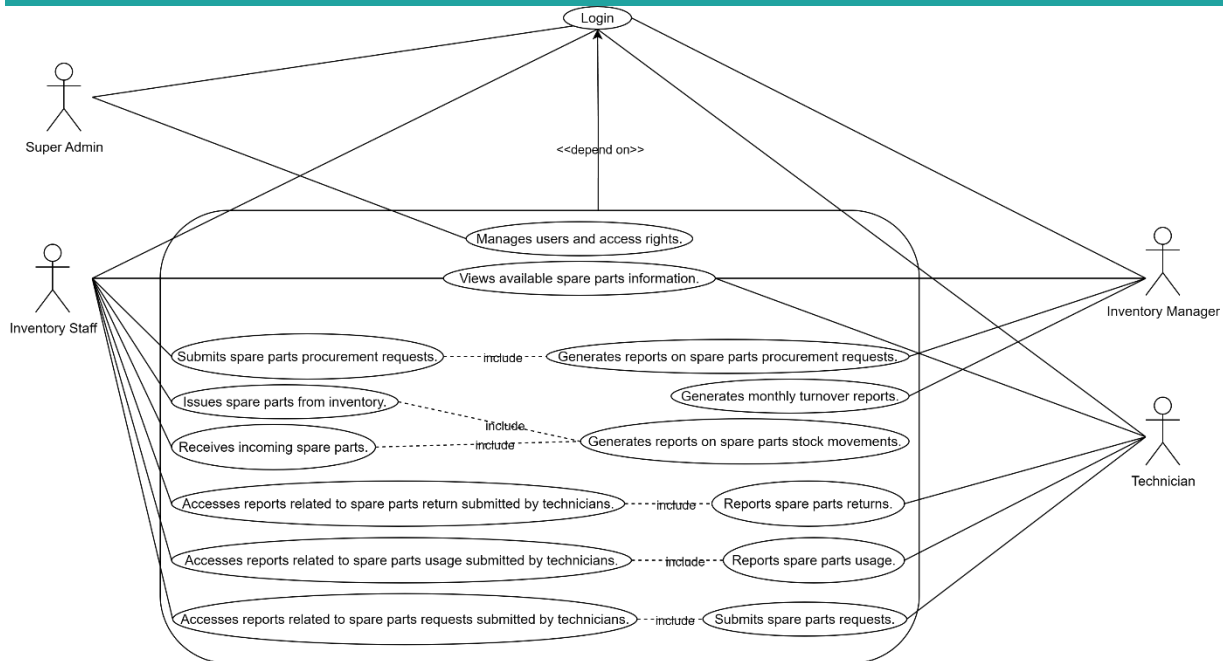 Login
Super Admin
<<depend on>>
Manages users and access rights.
Views available spare parts information.
Inventory Staff
Inventory Manager
Submits spare parts procurement requests.
include
Generates reports on spare parts procurement requests.
Issues spare parts from inventory.
Generates monthly turnover reports.
include
Receives incoming spare parts.
include
Generates reports on spare parts stock movements.
Technician
Accesses reports related to spare parts return submitted by technicians.
include
Reports spare parts returns.
Accesses reports related to spare parts usage submitted by technicians.
include
Reports spare parts usage.
Accesses reports related to spare parts requests submitted by technicians.
include
Submits spare parts requests.